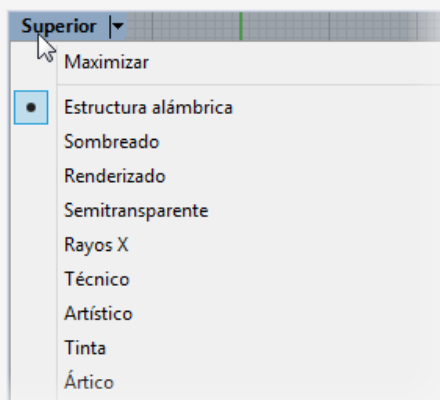 Superior
Maximizar
Estructura alámbrica
Sombreado
Renderizado
Semitransparente
Rayos X
Técnico
Artístico
Tinta
Ártico